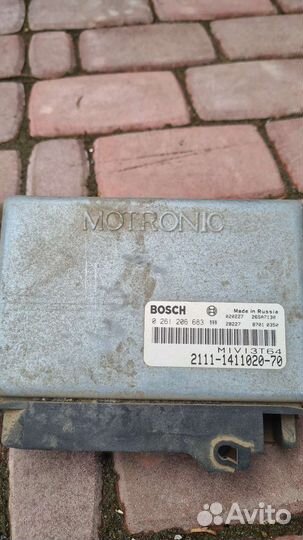 MOTRONIC
BOSCH Made in Russia
0 261 206 683
M1V13T64
2111-1411020-70
Avito